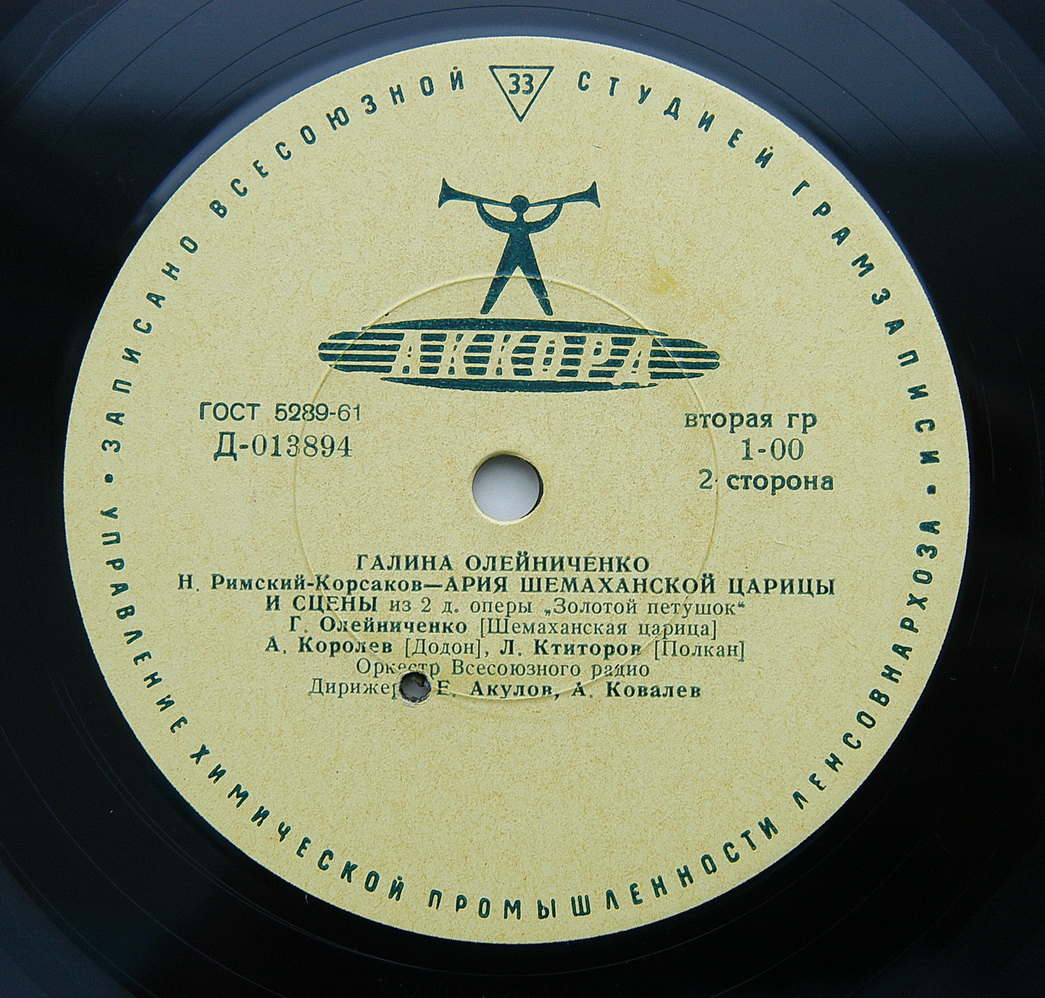 ЗАПИСАНО ВСЕСОЮЗНОЙ 33 СТУДИЕЙ ГРАМЗАПИСИ •
АККОРД
ГОСТ 5289-61
Д-013894
вторая гр
1-00
2 сторона
ГАЛИНА ОЛЕЙНИЧЕНКО
Н. Римский-Корсаков—АРИЯ ШЕМАХАНСКОЙ ЦАРИЦЫ
И СЦЕНЫ из 2 д. оперы „Золотой петушок“
Г. Олейниченко [Шемаханская царица]
А. Королев [Додон], Л. Ктиторов [Полкан]
Оркестр Всесоюзного радио
Дирижер Е. Акулов, А. Ковалев
УПРАВЛЕНИЕ ХИМИЧЕСКОЙ ПРОМЫШЛЕННОСТИ ЛЕНСОВНАРХОЗА •